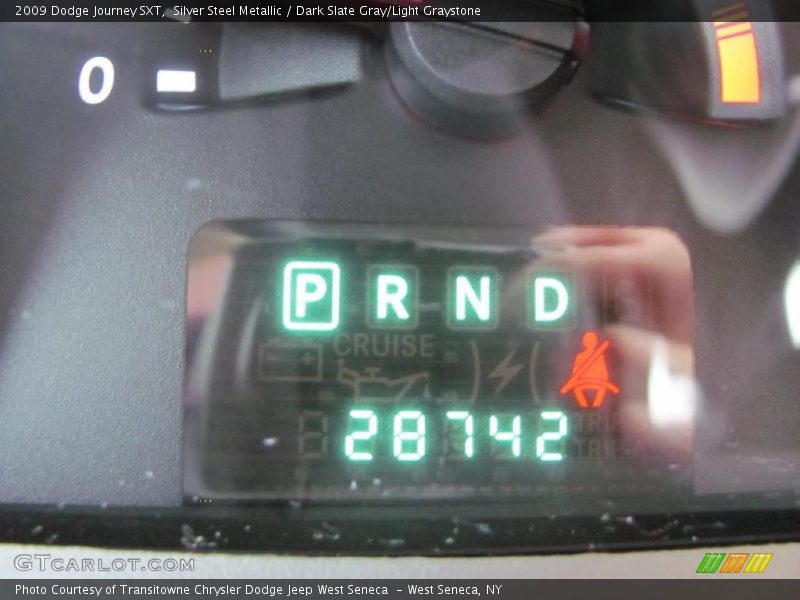 2009 Dodge Journey SXT,  Silver Steel Metallic / Dark Slate Gray/Light Graystone
0
P R N D
CRUISE
28742
GTCARLOT.COM
Photo Courtesy of Transitowne Chrysler Dodge Jeep West Seneca  - West Seneca, NY